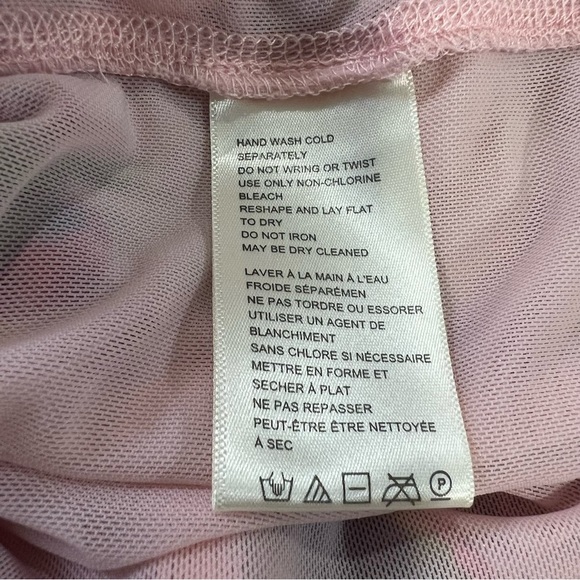 HAND WASH COLD
SEPARATELY
DO NOT WRING OR TWIST
USE ONLY NON-CHLORINE
BLEACH
RESHAPE AND LAY FLAT
TO DRY
DO NOT IRON
MAY BE DRY CLEANED
LAVER À LA MAIN À L'EAU
FROIDE SÉPARÉMEN
NE PAS TORDRE OU ESSORER
UTILISER UN AGENT DE
BLANCHIMENT
SANS CHLORE SI NÉCESSAIRE
METTRE EN FORME ET
SECHER À PLAT
NE PAS REPASSER
PEUT-ÊTRE ÊTRE NETTOYÉE
À SEC
P